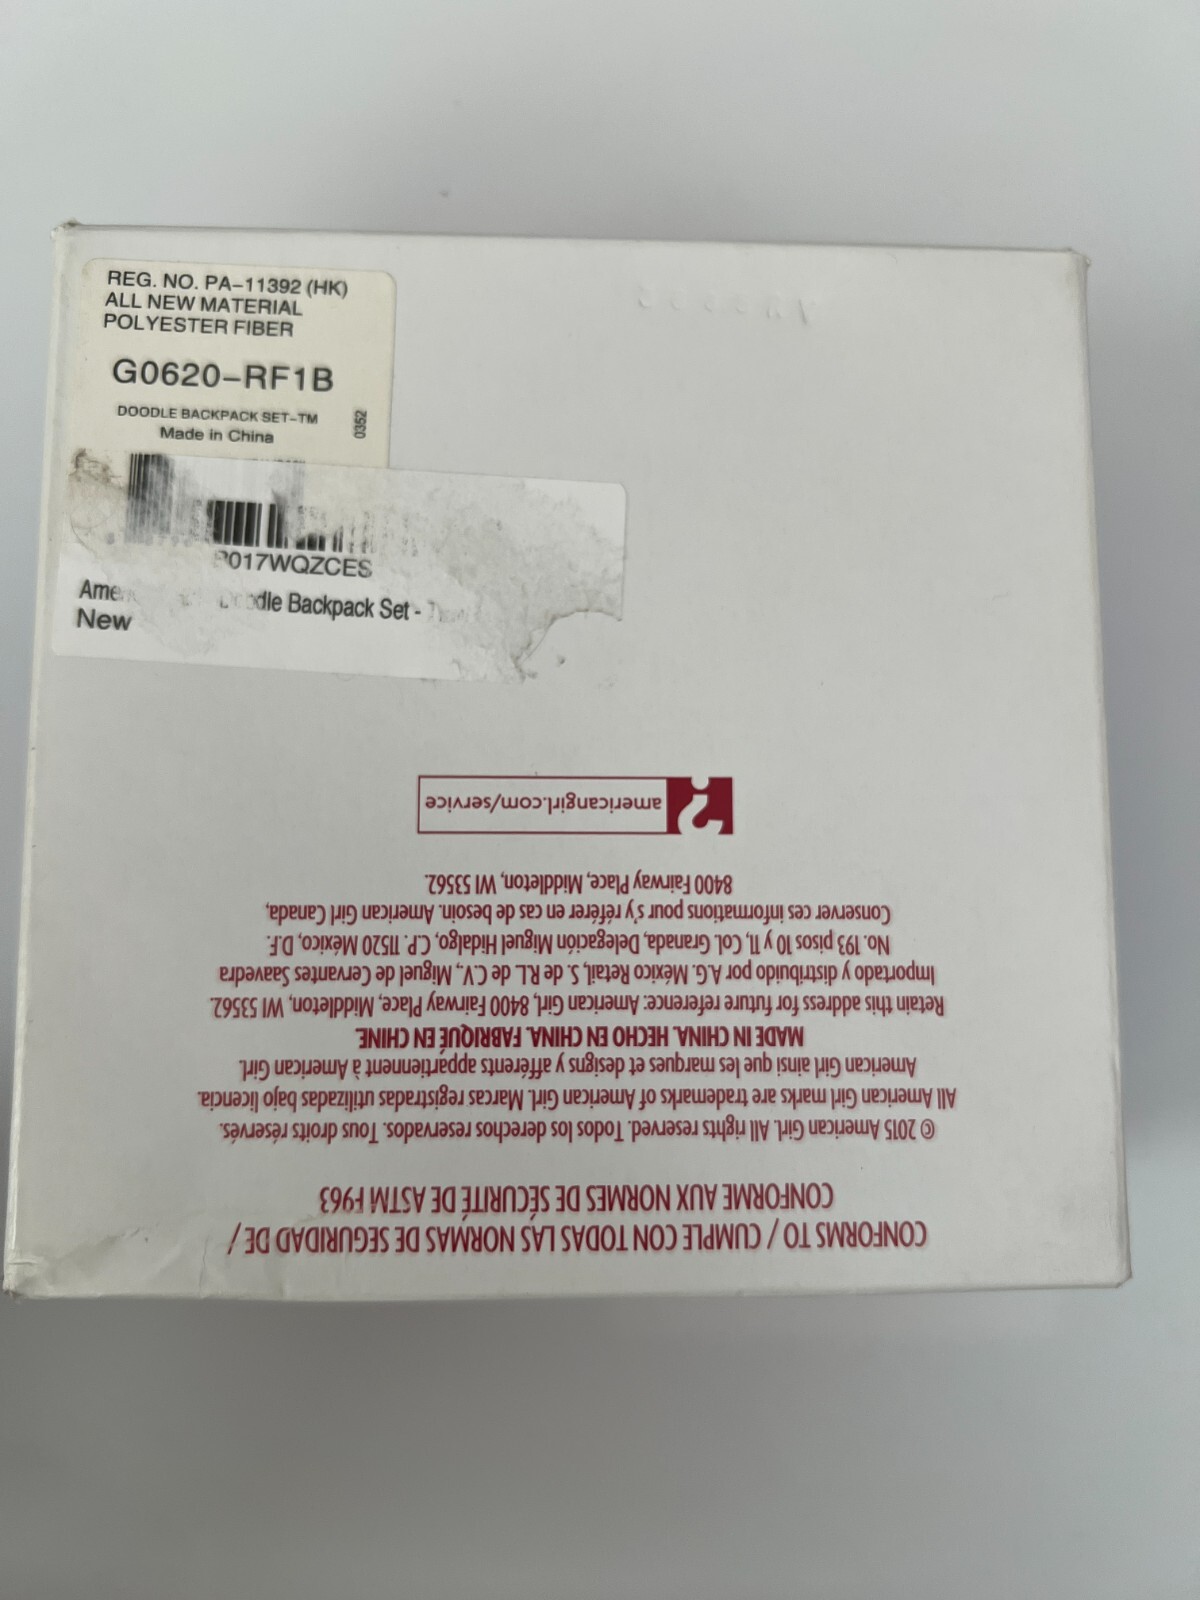 REG. NO. PA-11392 (HK)
ALL NEW MATERIAL
POLYESTER FIBER
G0620-RF1B
DOODLE BACKPACK SET-TM
Made in China
0352
017WQZCES
Backpack Set -
New
CONFORMS TO / CUMPLE CON TODAS LAS NORMAS DE SEGURIDAD DE /
CONFORME AUX NORMES DE SÉCURITÉ DE ASTM F963
© 2015 American Girl. All rights reserved. Todos los derechos reservados. Tous droits réservés.
All American Girl marks are trademarks of American Girl. Marcas registradas utilizadas bajo licencia.
American Girl ainsi que les marques et designs y afférents appartiennent à American Girl.
MADE IN CHINA. HECHO EN CHINA. FABRIQUÉ EN CHINE.
Retain this address for future reference: American Girl, 8400 Fairway Place, Middleton, WI 53562.
Importado y distribuido por A.G. México Retail, S. de R.L. de C.V., Miguel de Cervantes Saavedra
No. 193 pisos 10 y 11, Col. Granada, Delegación Miguel Hidalgo, C.P. 11520 México, D.F.
Conserver ces informations pour s'y référer en cas de besoin. American Girl Canada,
8400 Fairway Place, Middleton, WI 53562.
americangirl.com/service